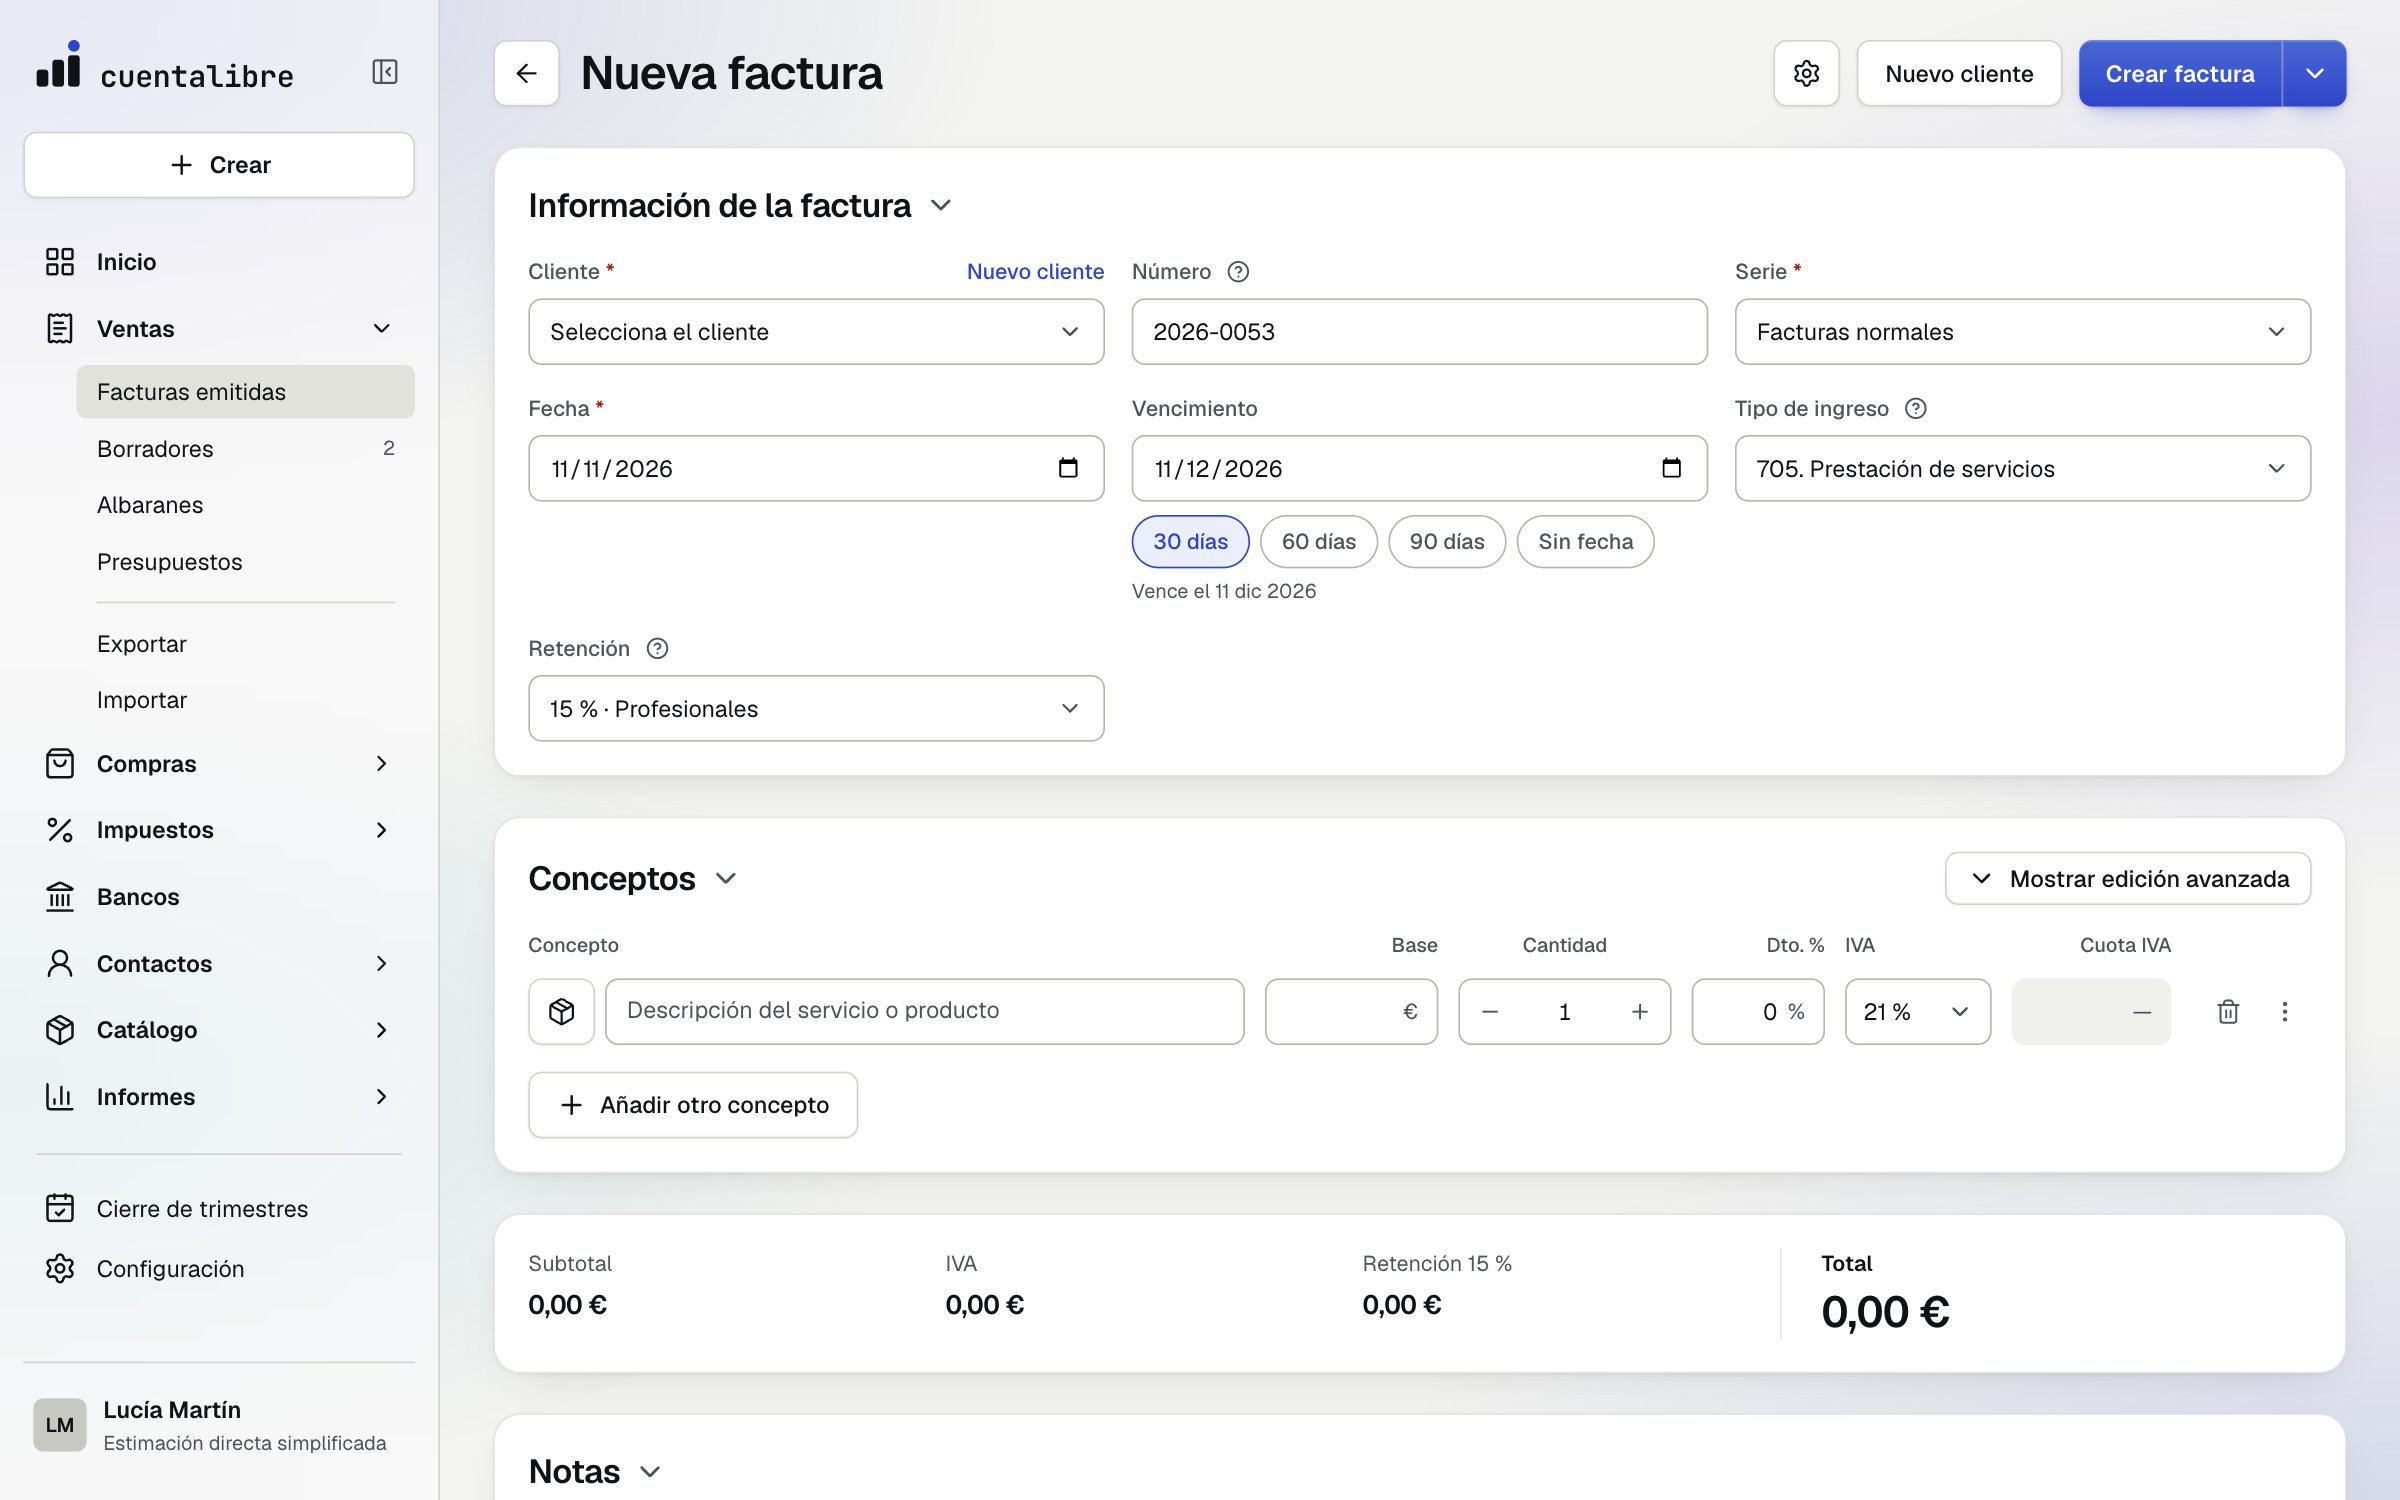 cuentalibre
Crear
Inicio
Ventas
Facturas emitidas
Borradores 2
Albaranes
Presupuestos
Exportar
Importar
Compras
Impuestos
Bancos
Contactos
Catálogo
Informes
Cierre de trimestres
Configuración
LM
Lucía Martín
Estimación directa simplificada
Nueva factura
Nuevo cliente
Crear factura
Información de la factura
Cliente * Nuevo cliente
Selecciona el cliente
Número ?
2026-0053
Serie *
Facturas normales
Fecha *
11/11/2026
Vencimiento
11/12/2026
30 días 60 días 90 días Sin fecha
Vence el 11 dic 2026
Tipo de ingreso ?
705. Prestación de servicios
Retención ?
15 % · Profesionales
Conceptos
Mostrar edición avanzada
Concepto Base Cantidad Dto. % IVA Cuota IVA
Descripción del servicio o producto € − 1 + 0 % 21 % —
+ Añadir otro concepto
Subtotal IVA Retención 15 % Total
0,00 € 0,00 € 0,00 € 0,00 €
Notas